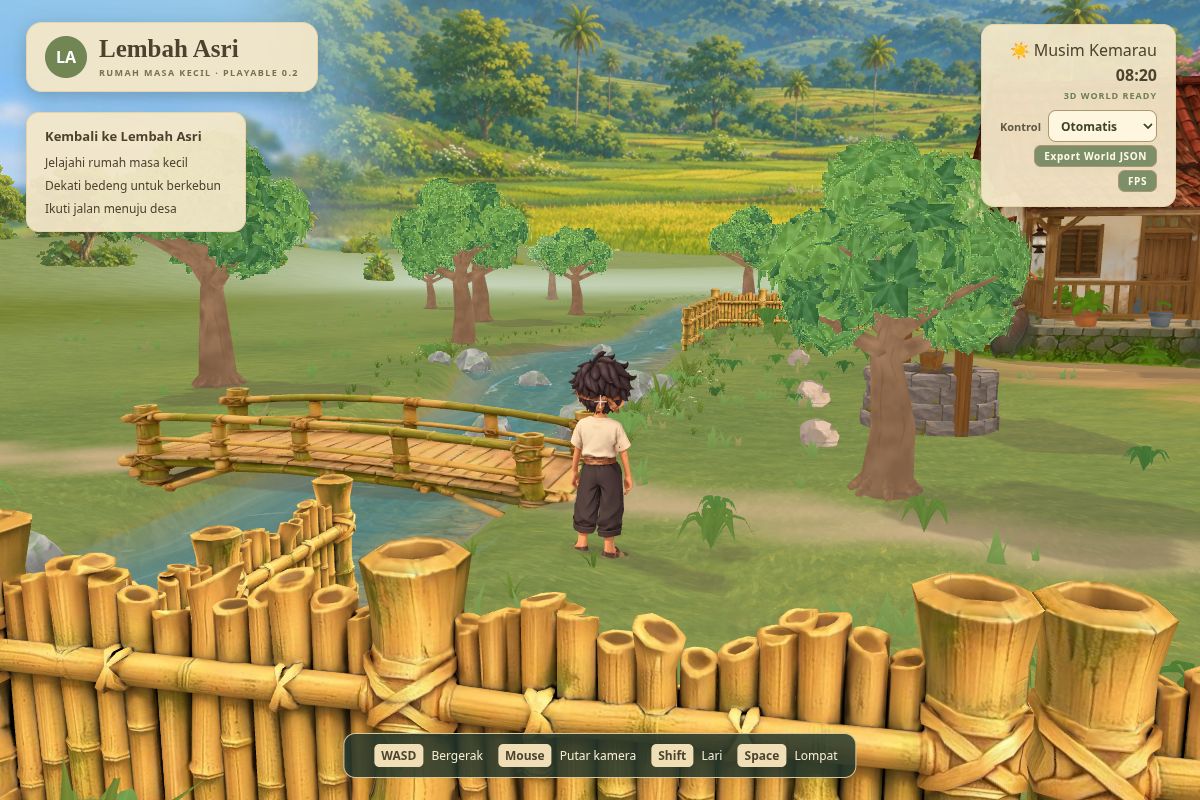 LA
Lembah Asri
RUMAH MASA KECIL · PLAYABLE 0.2
Kembali ke Lembah Asri
Jelajahi rumah masa kecil
Dekati bedeng untuk berkebun
Ikuti jalan menuju desa
☀️ Musim Kemarau
08:20
3D WORLD READY
Kontrol Otomatis
Export World JSON
FPS
WASD Bergerak Mouse Putar kamera Shift Lari Space Lompat